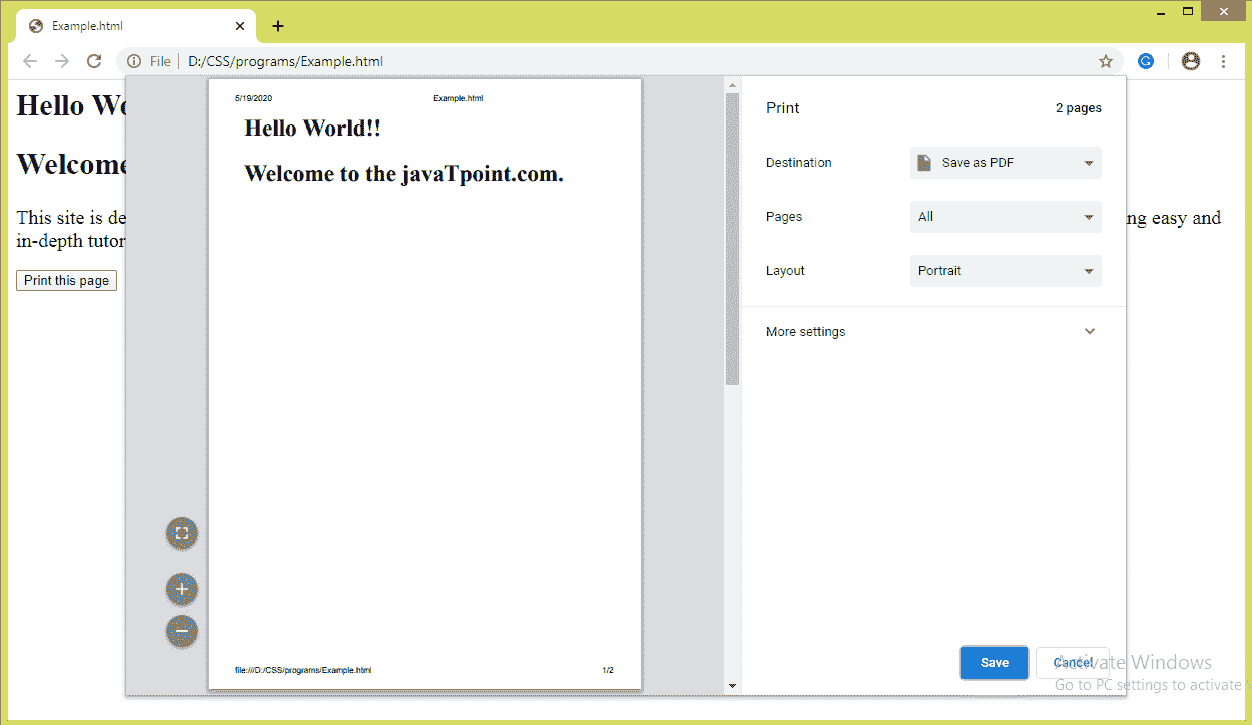 Example.html
File D:/CSS/programs/Example.html
Hello Wo
Welcome
This site is de
in-depth tutor
Print this page
ng easy and
5/19/2020 Example.html
Hello World!!
Welcome to the javaTpoint.com.
file:///D:/CSS/programs/Example.html 1/2
Print 2 pages
Destination Save as PDF
Pages All
Layout Portrait
More settings
Save Cancel
Activate Windows
Go to PC settings to activate